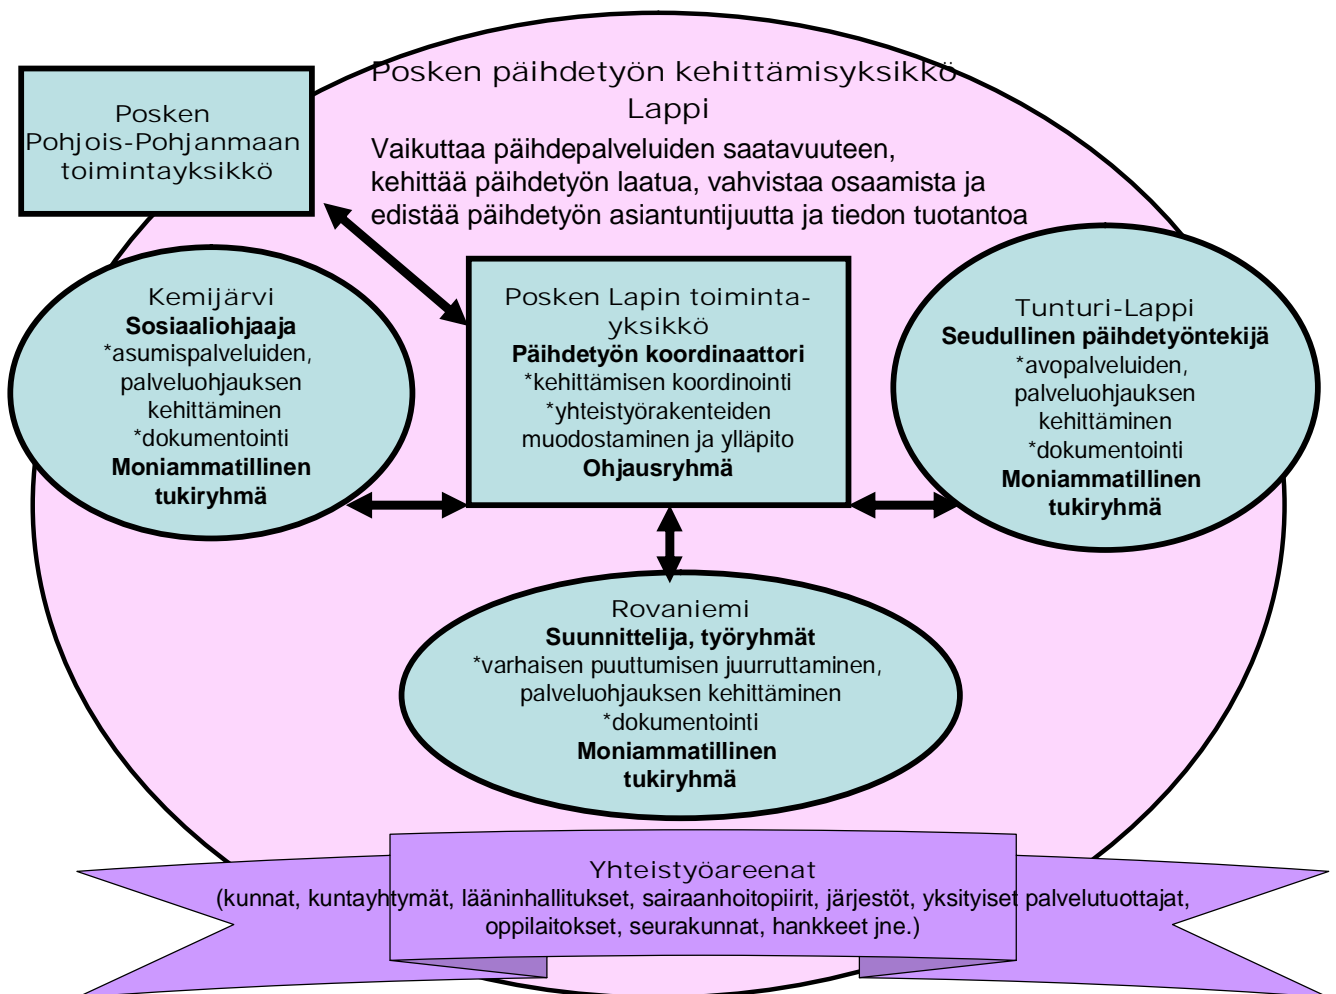 Posken päihdetyön kehittämisyksikkö
Lappi
Vaikuttaa päihdepalveluiden saatavuuteen,
kehittää päihdetyön laatua, vahvistaa osaamista ja
edistää päihdetyön asiantuntijuutta ja tiedon tuotantoa
Posken
Pohjois-Pohjanmaan
toimintayksikkö
Kemijärvi
Sosiaaliohjaaja
*asumispalveluiden,
palveluohjauksen
kehittäminen
*dokumentointi
Moniammatillinen
tukiryhmä
Posken Lapin toiminta-
yksikkö
Päihdetyön koordinaattori
*kehittämisen koordinointi
*yhteistyörakenteiden
muodostaminen ja ylläpito
Ohjausryhmä
Tunturi-Lappi
Seudullinen päihdetyöntekijä
*avopalveluiden,
palveluohjauksen
kehittäminen
*dokumentointi
Moniammatillinen
tukiryhmä
Rovaniemi
Suunnittelija, työryhmät
*varhaisen puuttumisen juurruttaminen,
palveluohjauksen kehittäminen
*dokumentointi
Moniammatillinen
tukiryhmä
Yhteistyöareenat
(kunnat, kuntayhtymät, lääninhallitukset, sairaanhoitopiirit, järjestöt, yksityiset palvelutuottajat,
oppilaitokset, seurakunnat, hankkeet jne.)